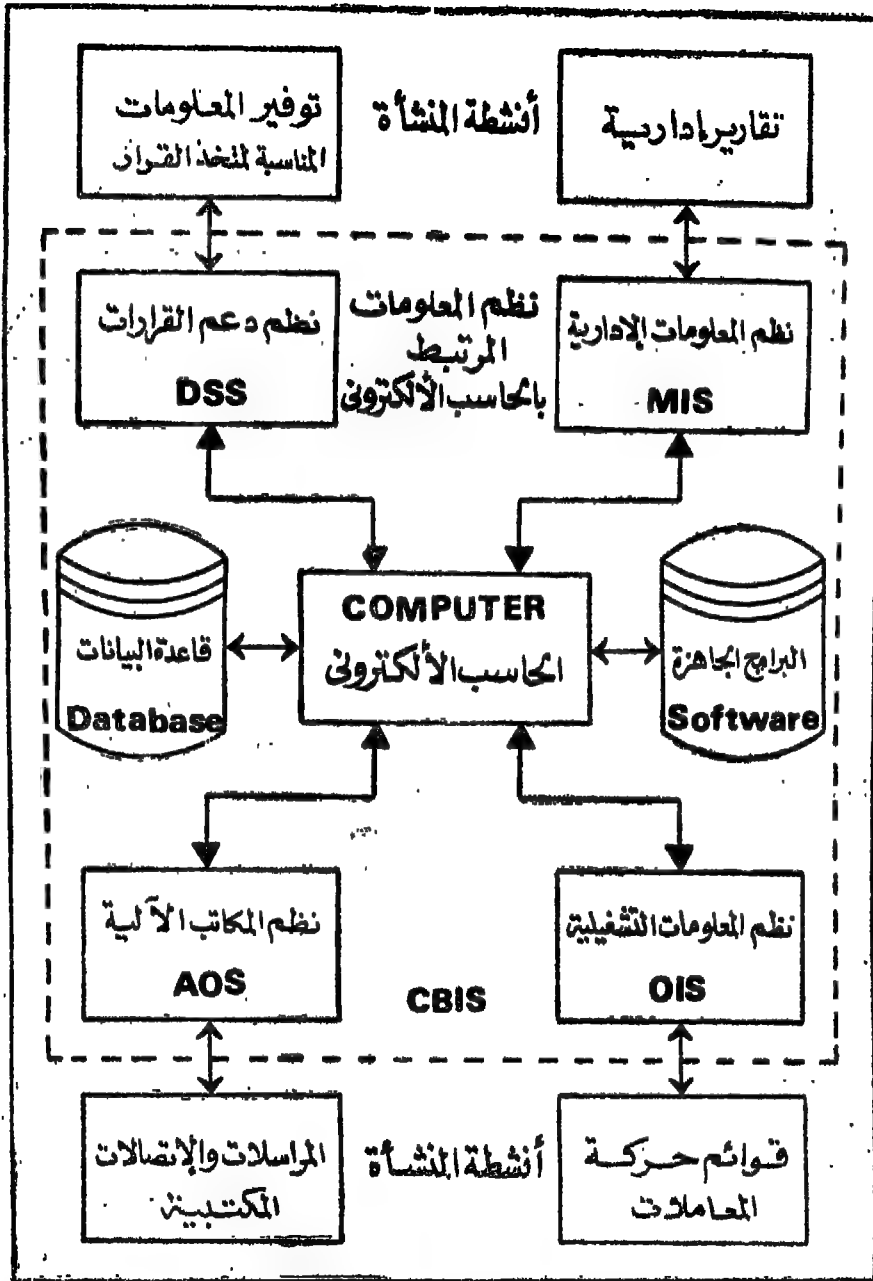 تقارير إدارية
أنشطة المنشأة
توفير المعلومات
المناسبة لمتخذ القرار
نظم المعلومات الإدارية
MIS
نظم المعلومات
المرتبط
بالحاسب الألكترونى
نظم دعم القرارات
DSS
البرامج الجاهزة
Software
COMPUTER
الحاسب الألكترونى
قاعدة البيانات
Database
نظم المعلومات التشغيلية
OIS
CBIS
نظم المكاتب الآلية
AOS
قوائم حركة
المعاملات
أنشطة المنشأة
المراسلات والإتصالات
المكتبية